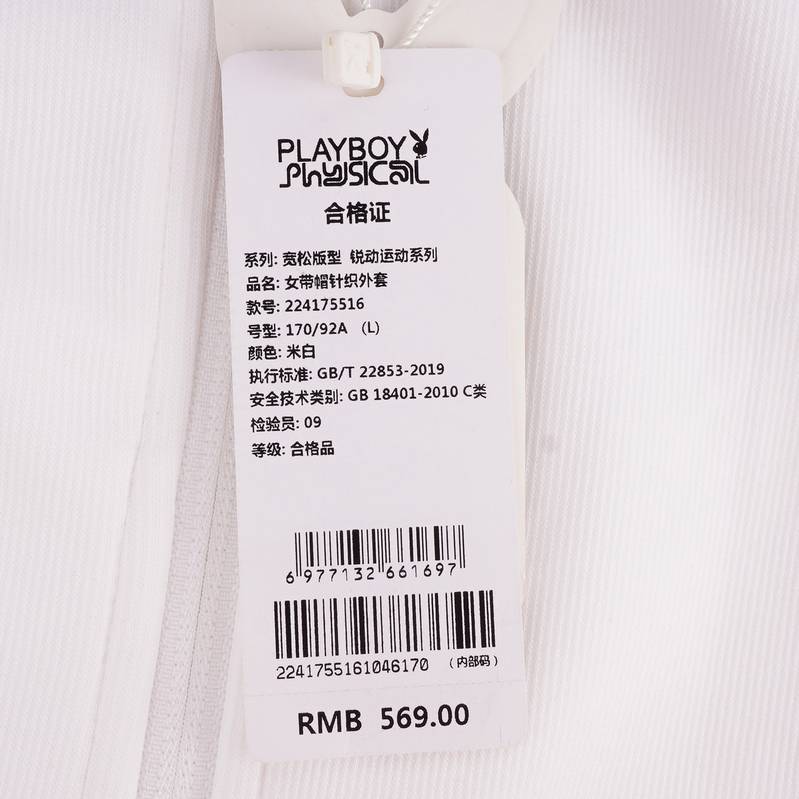 PLAYBOY
PhYSICAL
合格证
系列: 宽松版型 锐动运动系列
品名: 女带帽针织外套
款号: 224175516
号型: 170/92A (L)
颜色: 米白
执行标准: GB/T 22853-2019
安全技术类别: GB 18401-2010 C类
检验员: 09
等级: 合格品
6 977132 661697
2241755161046170 (内部码)
RMB 569.00